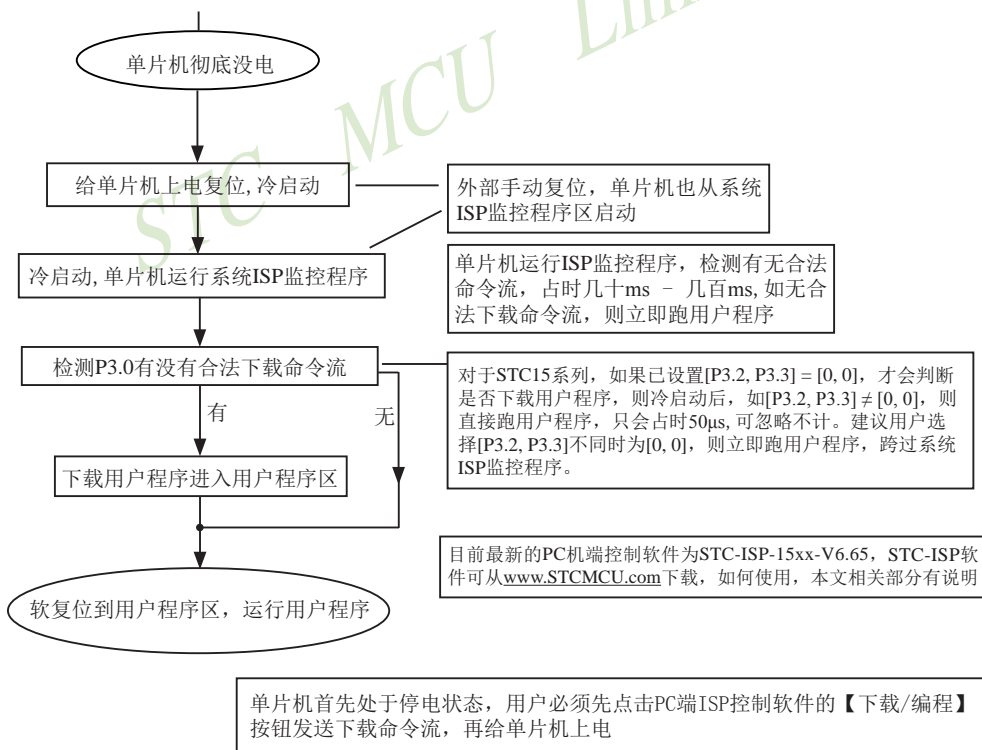 STC MCU Limi
单片机彻底没电
给单片机上电复位,冷启动
外部手动复位，单片机也从系统
ISP监控程序区启动
冷启动,单片机运行系统ISP监控程序
单片机运行ISP监控程序，检测有无合法
命令流，占时几十ms － 几百ms,如无合
法下载命令流，则立即跑用户程序
检测P3.0有没有合法下载命令流
对于STC15系列，如果已设置[P3.2, P3.3] = [0, 0]，才会判断
是否下载用户程序，则冷启动后，如[P3.2, P3.3] ≠ [0, 0]，则
直接跑用户程序，只会占时50μs,可忽略不计。建议用户选
择[P3.2, P3.3]不同时为[0, 0]，则立即跑用户程序，跨过系统
ISP监控程序。
有
无
下载用户程序进入用户程序区
目前最新的PC机端控制软件为STC-ISP-15xx-V6.65，STC-ISP软
件可从www.STCMCU.com下载，如何使用，本文相关部分有说明
软复位到用户程序区，运行用户程序
单片机首先处于停电状态，用户必须先点击PC端ISP控制软件的【下载/编程】
按钮发送下载命令流，再给单片机上电